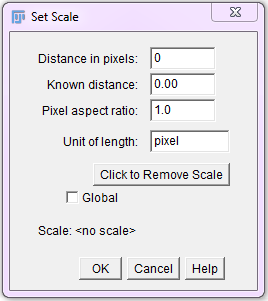 Set Scale
Distance in pixels: 0
Known distance: 0.00
Pixel aspect ratio: 1.0
Unit of length: pixel
Click to Remove Scale
Global
Scale: <no scale>
OK Cancel Help